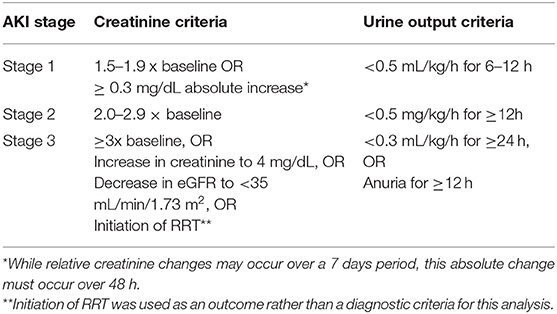 AKI stage Creatinine criteria Urine output criteria
Stage 1 1.5–1.9 x baseline OR <0.5 mL/kg/h for 6–12 h
≥ 0.3 mg/dL absolute increase*
Stage 2 2.0–2.9 × baseline <0.5 mg/kg/h for ≥12h
Stage 3 ≥3x baseline, OR <0.3 mL/kg/h for ≥24 h,
Increase in creatinine to 4 mg/dL, OR OR
Decrease in eGFR to <35 Anuria for ≥12 h
mL/min/1.73 m², OR
Initiation of RRT**
*While relative creatinine changes may occur over a 7 days period, this absolute change
must occur over 48 h.
**Initiation of RRT was used as an outcome rather than a diagnostic criteria for this analysis.